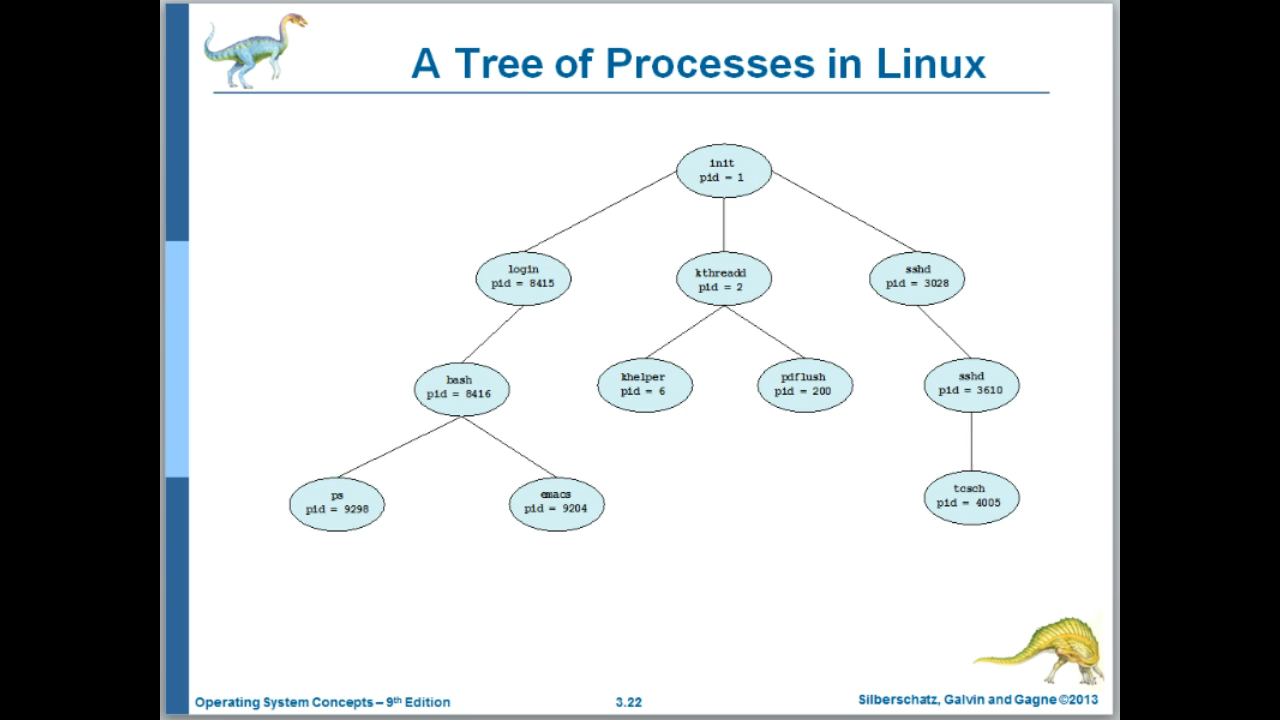 A Tree of Processes in Linux
init
pid = 1
login
pid = 8415
kthreadd
pid = 2
sshd
pid = 3028
bash
pid = 8416
khelper
pid = 6
pdflush
pid = 200
sshd
pid = 3610
ps
pid = 9298
emacs
pid = 9204
tcsch
pid = 4005
Operating System Concepts – 9th Edition
3.22
Silberschatz, Galvin and Gagne ©2013